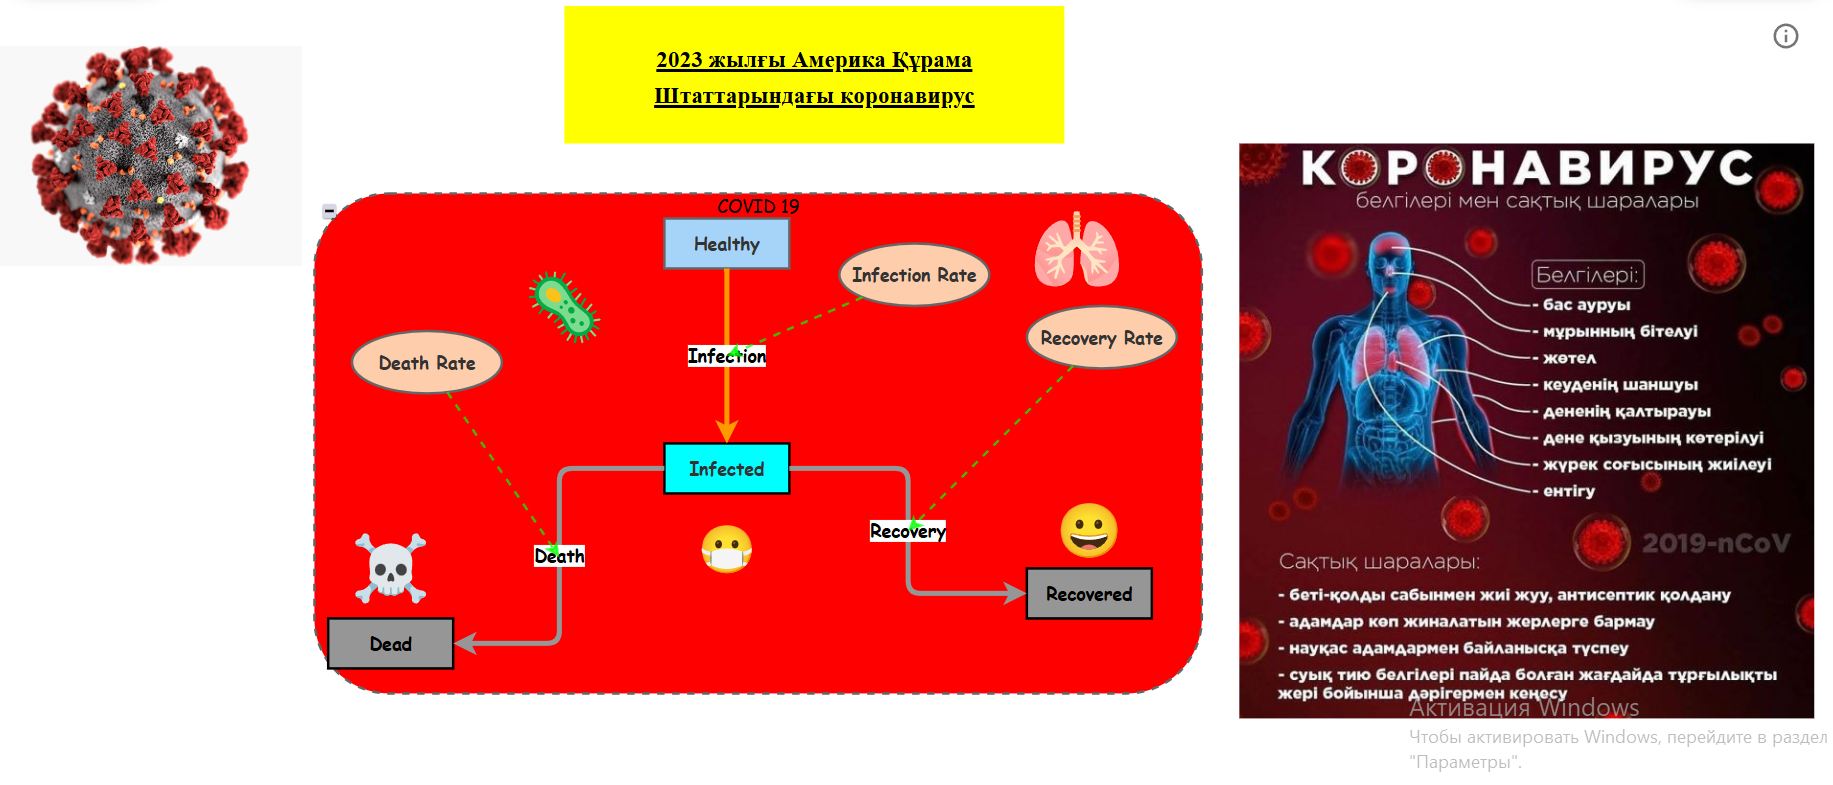 2023 жылғы Америка Құрама
Штаттарындағы коронавирус
COVID 19
Healthy
Infection Rate
Recovery Rate
Death Rate
Infection
Infected
Recovery
Death
Recovered
Dead
КОРОНАВИРУС
белгілері мен сақтық шаралары
Белгілері:
- бас ауруы
- мұрынның бітелуі
- жөтел
- кеуденің шаншуы
- дененің қалтырауы
- дене қызуының көтерілуі
- жүрек соғысының жиілеуі
- ентігу
2019-nCoV
Сақтық шаралары:
- беті-қолды сабынмен жиі жуу, антисептик қолдану
- адамдар көп жиналатын жерлерге бармау
- науқас адамдармен байланысқа түспеу
- суық тию белгілері пайда болған жағдайда тұрғылықты
жері бойынша дәрігермен кеңесу
Активация Windows
Чтобы активировать Windows, перейдите в раздел
"Параметры".